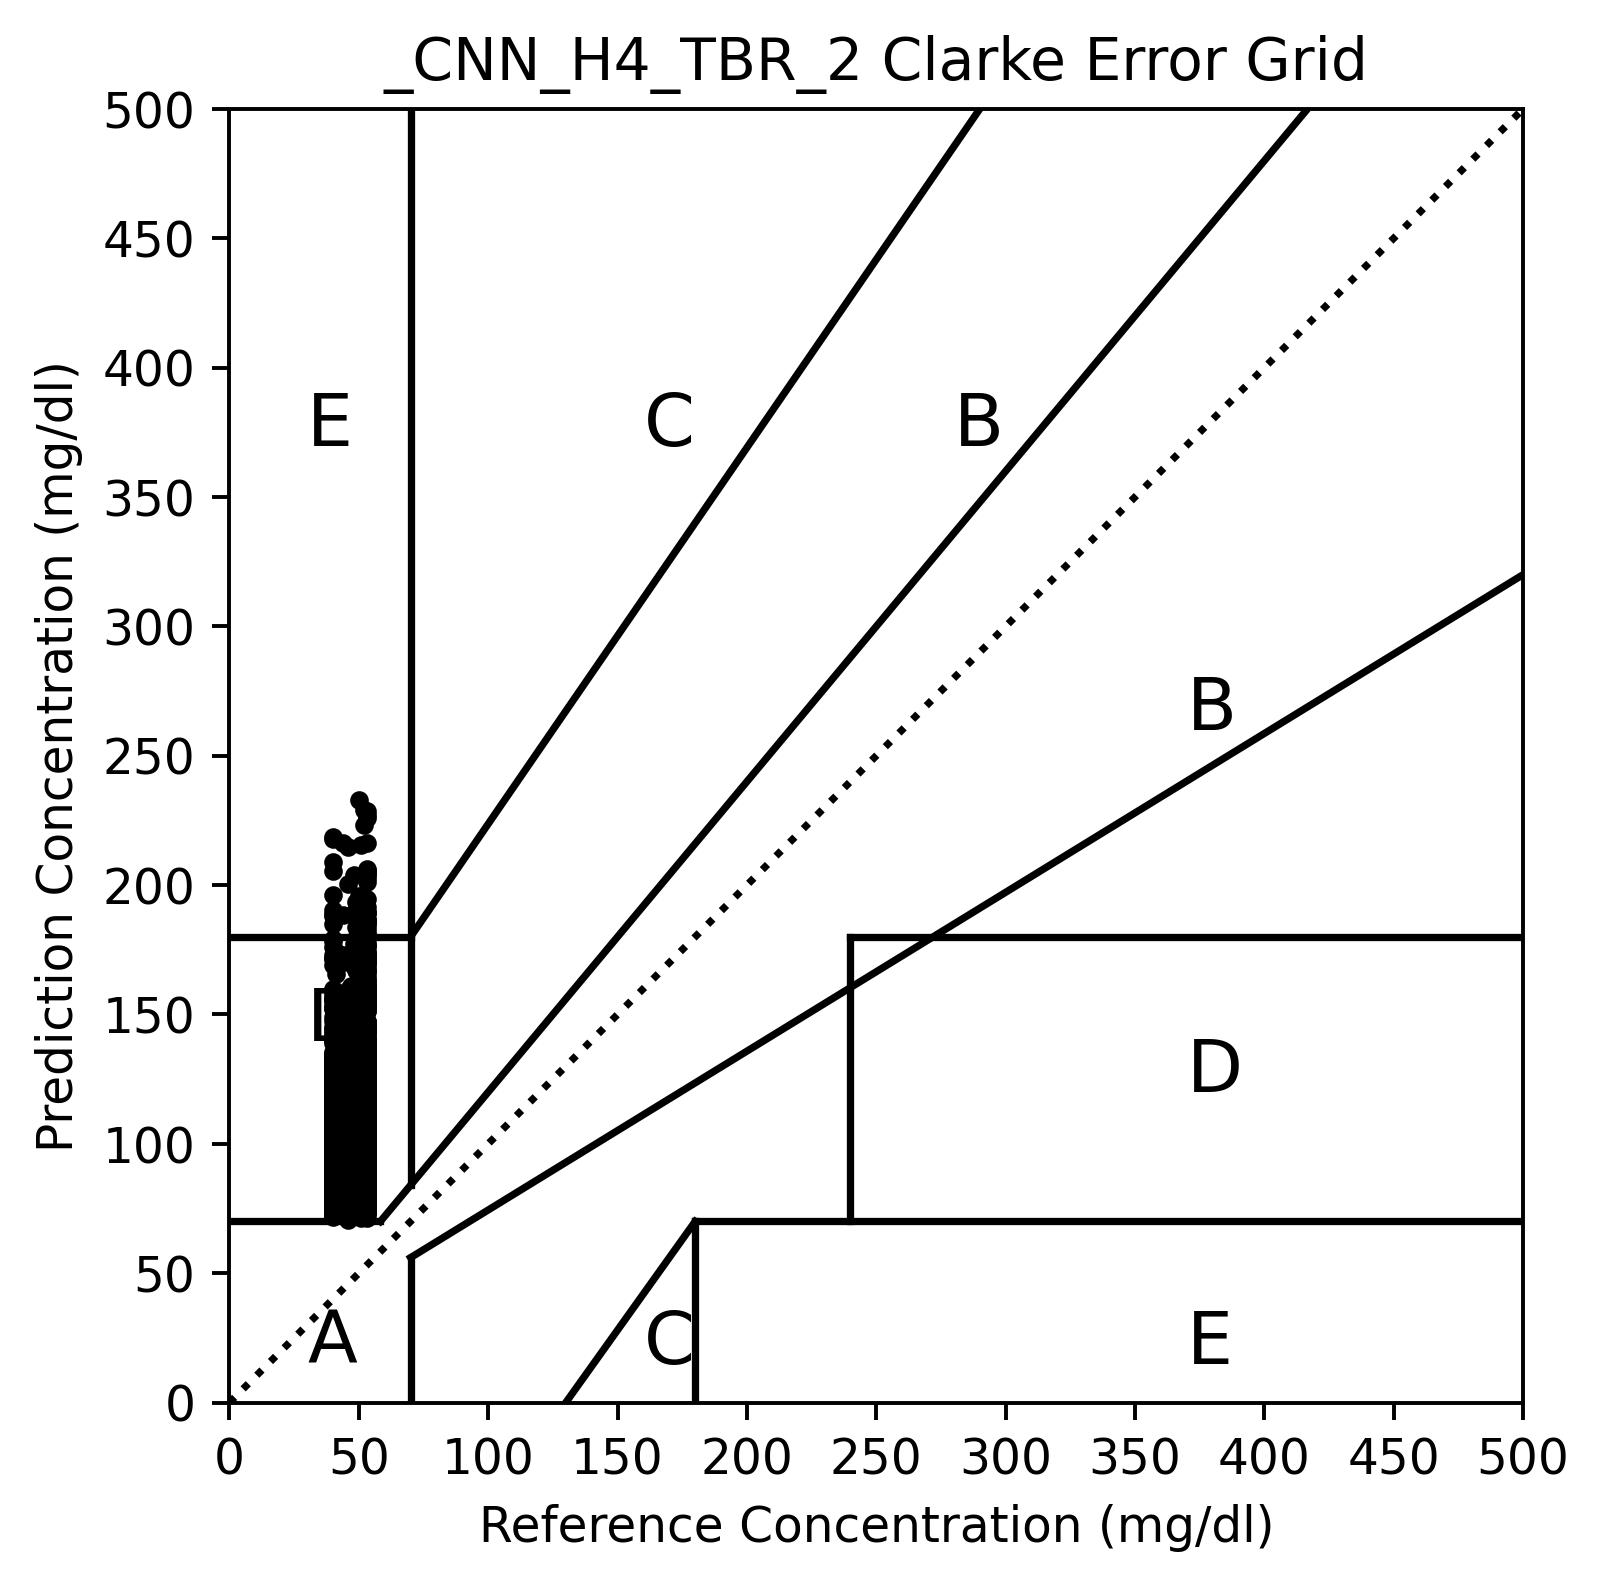 _CNN_H4_TBR_2 Clarke Error Grid
500
450
400
350
300
250
200
150
100
50
0
Prediction Concentration (mg/dl)
E
C
B
B
D
A
C
E
0 50 100 150 200 250 300 350 400 450 500
Reference Concentration (mg/dl)